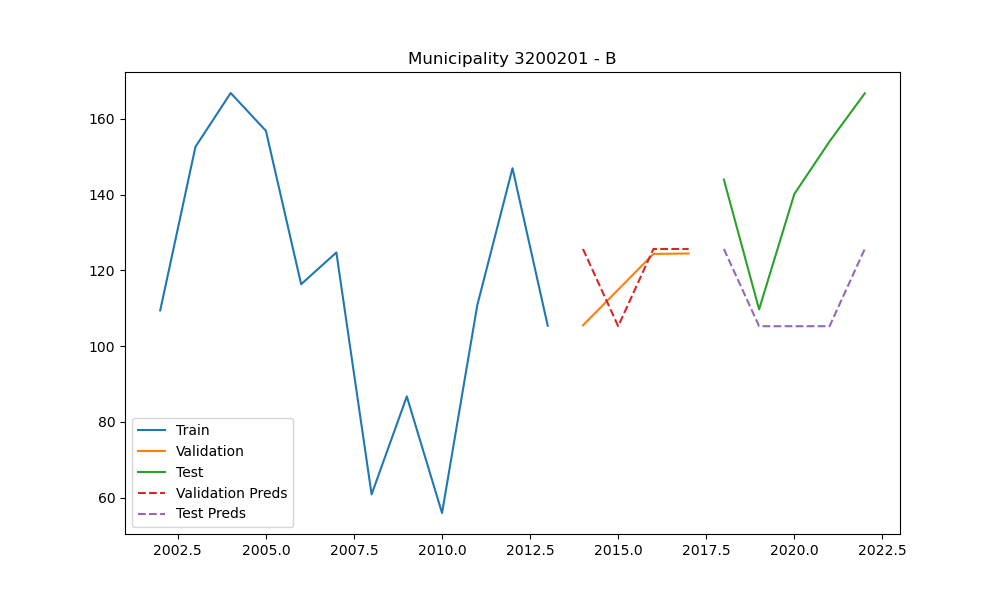 Municipality 3200201 - B
160
140
120
100
80
60
Train
Validation
Test
Validation Preds
Test Preds
2002.5 2005.0 2007.5 2010.0 2012.5 2015.0 2017.5 2020.0 2022.5